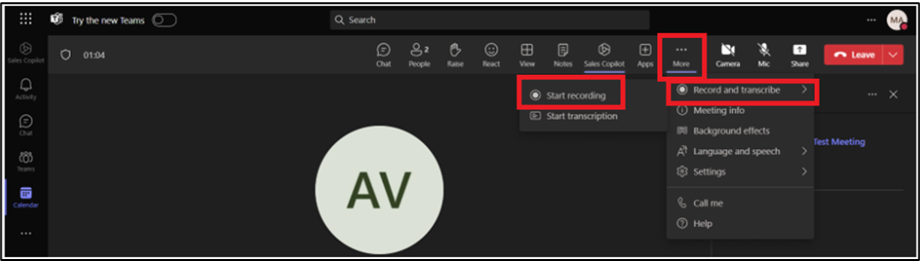 Try the new Teams
Search
MA
Sales Copilot
01:04
Chat
People
2
Raise
React
View
Notes
Sales Copilot
Apps
More
Camera
Mic
Share
Leave
Activity
Chat
Teams
Calendar
Start recording
Start transcription
Record and transcribe
Meeting info
Background effects
Language and speech
Settings
Call me
Help
Test Meeting
AV